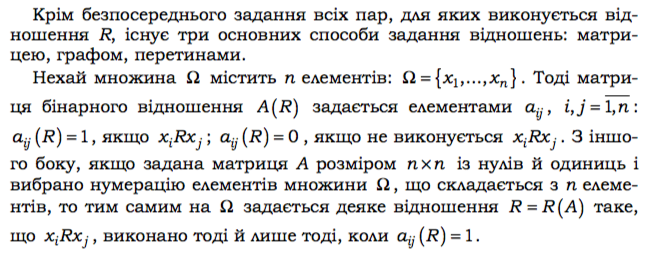 Крім безпосереднього задання всіх пар, для яких виконується від-
ношення R, існує три основних способи задання відношень: матри-
цею, графом, перетинами.
Нехай множина Ω містить n елементів: Ω = {x₁,...,xₙ}. Тоді матри-
ця бінарного відношення A(R) задається елементами aᵢⱼ, i, j = 1,n̅:
aᵢⱼ(R) = 1, якщо xᵢRxⱼ; aᵢⱼ(R) = 0, якщо не виконується xᵢRxⱼ. З іншо-
го боку, якщо задана матриця A розміром n×n із нулів й одиниць і
вибрано нумерацію елементів множини Ω, що складається з n елеме-
нтів, то тим самим на Ω задається деяке відношення R = R(A) таке,
що xᵢRxⱼ, виконано тоді й лише тоді, коли aᵢⱼ(R) = 1.